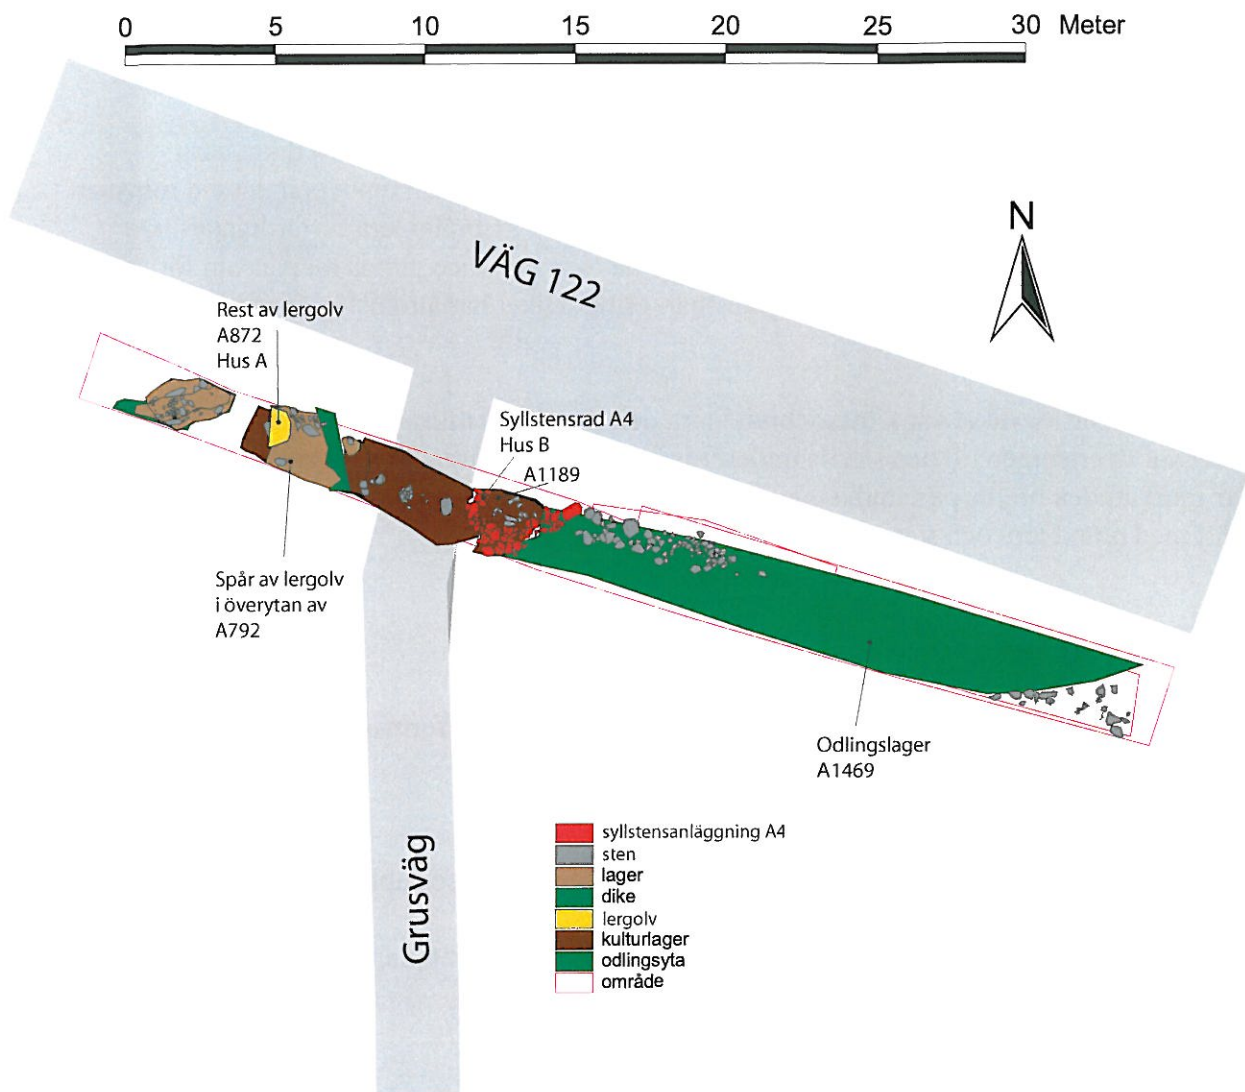 0 5 10 15 20 25 30 Meter
N
VÄG 122
Rest av lergolv
A872
Hus A
Syllstensrad A4
Hus B
A1189
Spår av lergolv
i överytan av
A792
Odlingslager
A1469
Grusväg
syllstensanläggning A4
sten
lager
dike
lergolv
kulturlager
odlingsyta
område